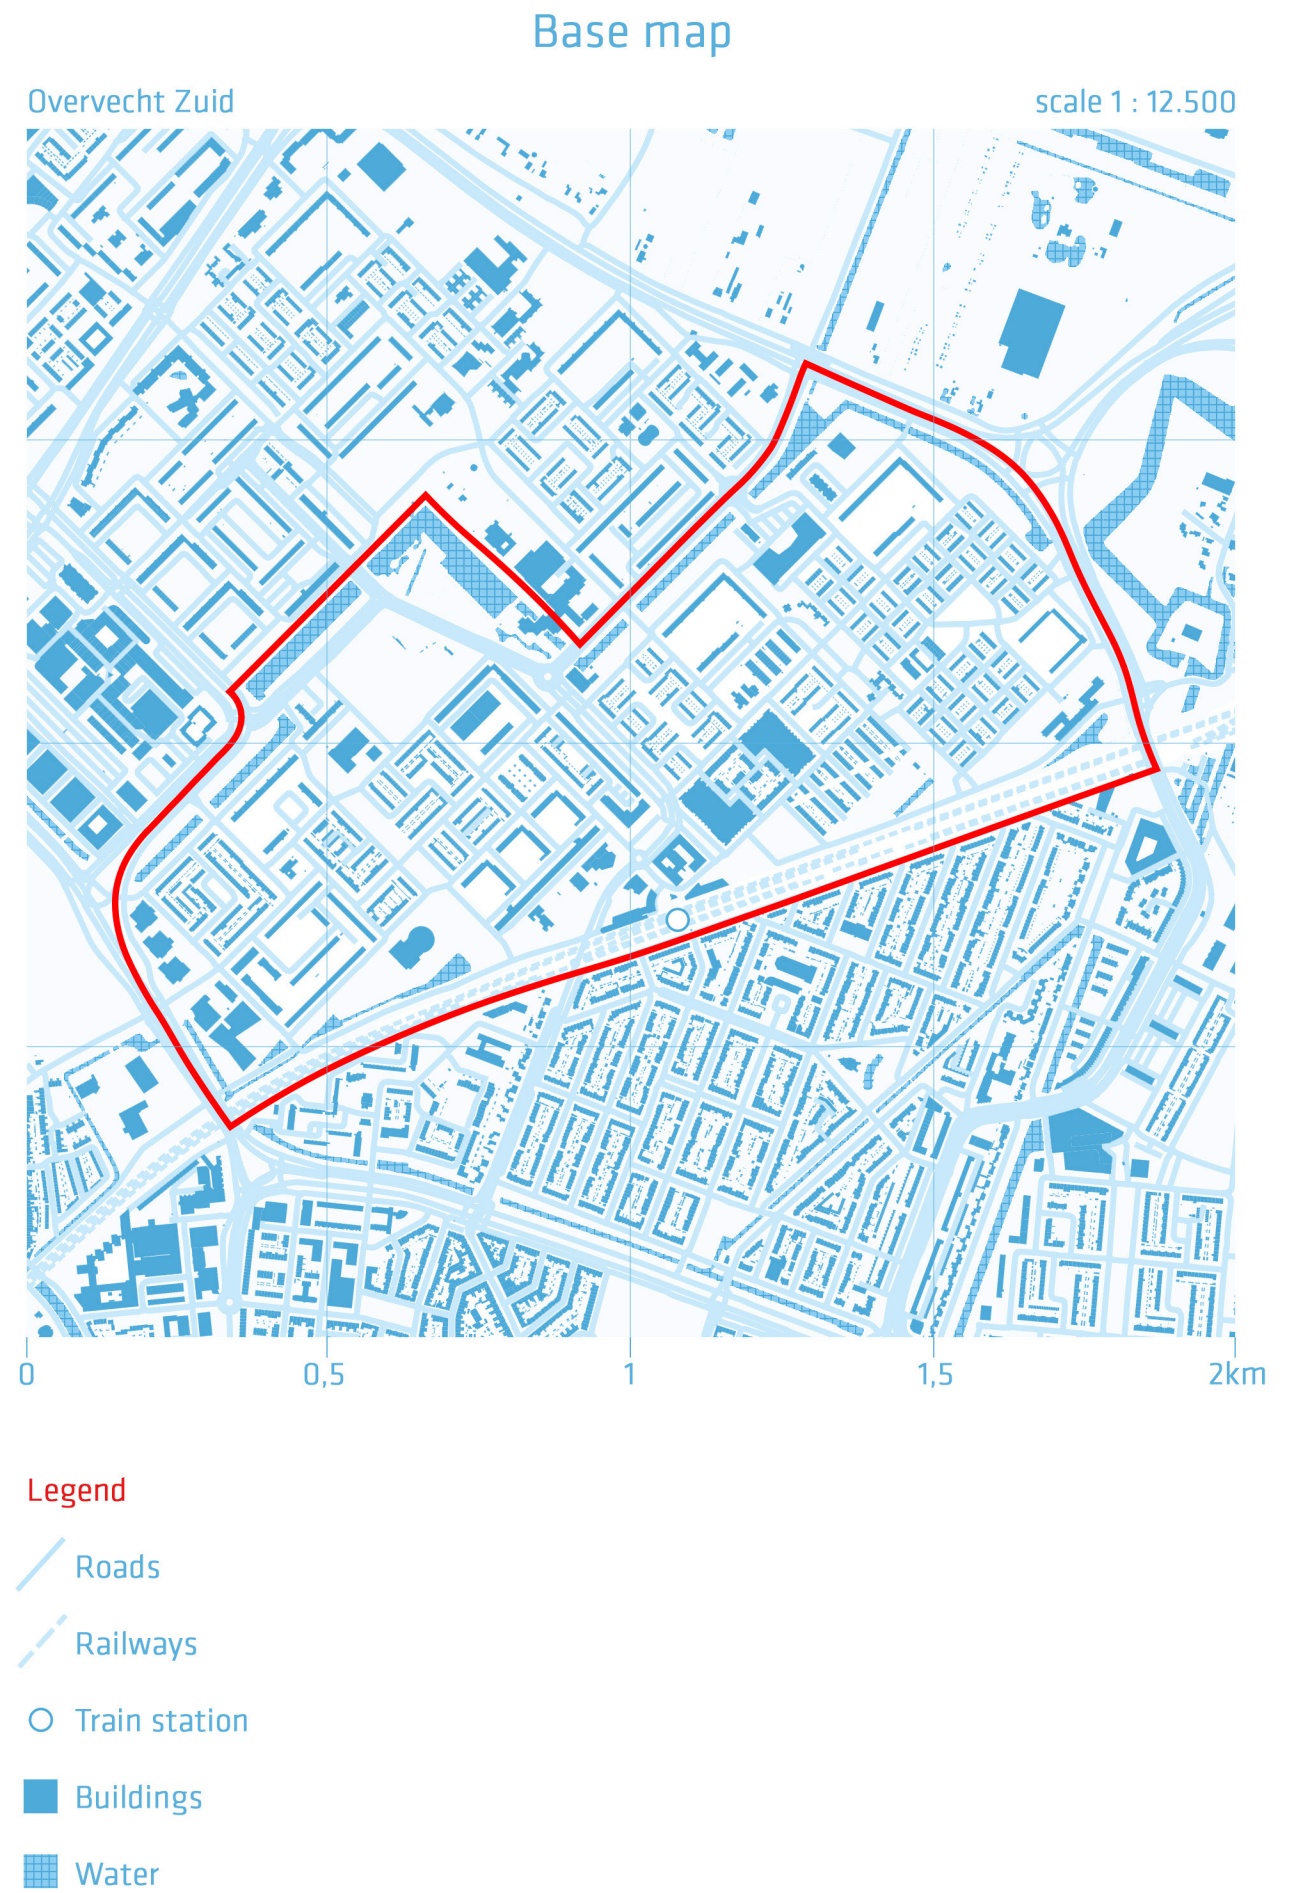 Base map
Overvecht Zuid
scale 1 : 12.500
0 0,5 1 1,5 2km
Legend
Roads
Railways
Train station
Buildings
Water